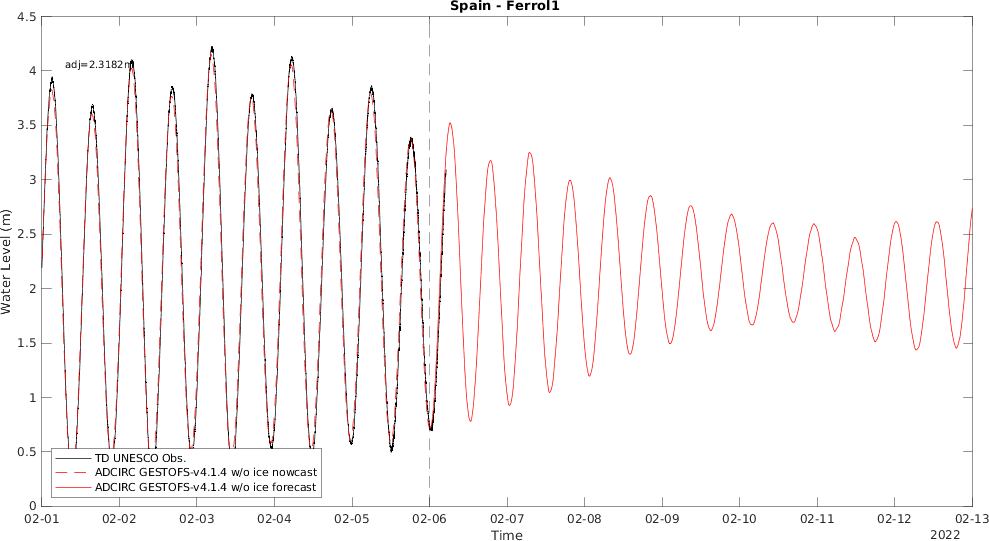 Spain - Ferrol1
4.5
adj=2.3182m
4
3.5
3
2.5
2
1.5
1
0.5
0
Water Level (m)
TD UNESCO Obs.
ADCIRC GESTOFS-v4.1.4 w/o ice nowcast
ADCIRC GESTOFS-v4.1.4 w/o ice forecast
02-01 02-02 02-03 02-04 02-05 02-06 02-07 02-08 02-09 02-10 02-11 02-12 02-13
Time
2022